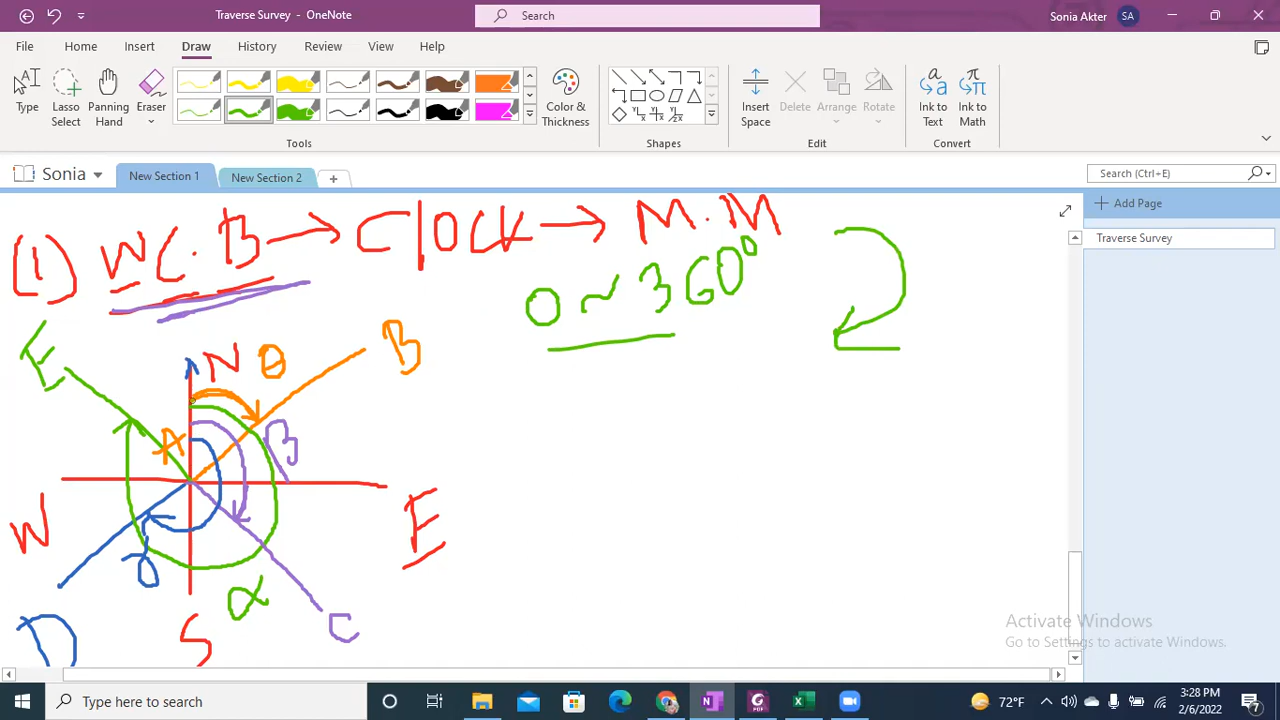 Traverse Survey - OneNote
Search
Sonia Akter SA
File Home Insert Draw View History Review View Help
Type
Lasso Select
Panning Hand
Eraser
Color & Thickness
Insert Space
Delete
Arrange
Rotate
Ink to Text
Ink to Math
Tools
Shapes
Edit
Convert
Sonia
New Section 1
New Section 2
Search (Ctrl+E)
Add Page
Traverse Survey
(1) W.C.B → Clock → M.M
0 ~ 360°
E
N
θ
B
A
β
W
E
γ
α
D
S
C
Activate Windows
Go to Settings to activate Windows.
Type here to search
72°F
3:28 PM
2/6/2022
7